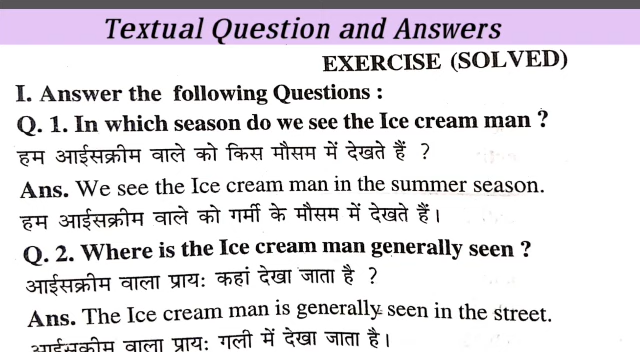 Textual Question and Answers
EXERCISE (SOLVED)
I. Answer the following Questions :
Q. 1. In which season do we see the Ice cream man ?
हम आईसक्रीम वाले को किस मौसम में देखते हैं ?
Ans. We see the Ice cream man in the summer season.
हम आईसक्रीम वाले को गर्मी के मौसम में देखते हैं।
Q. 2. Where is the Ice cream man generally seen ?
आईसक्रीम वाला प्राय: कहां देखा जाता है ?
Ans. The Ice cream man is generally seen in the street.
आईसक्रीम वाला प्राय: गली में देखा जाता है।